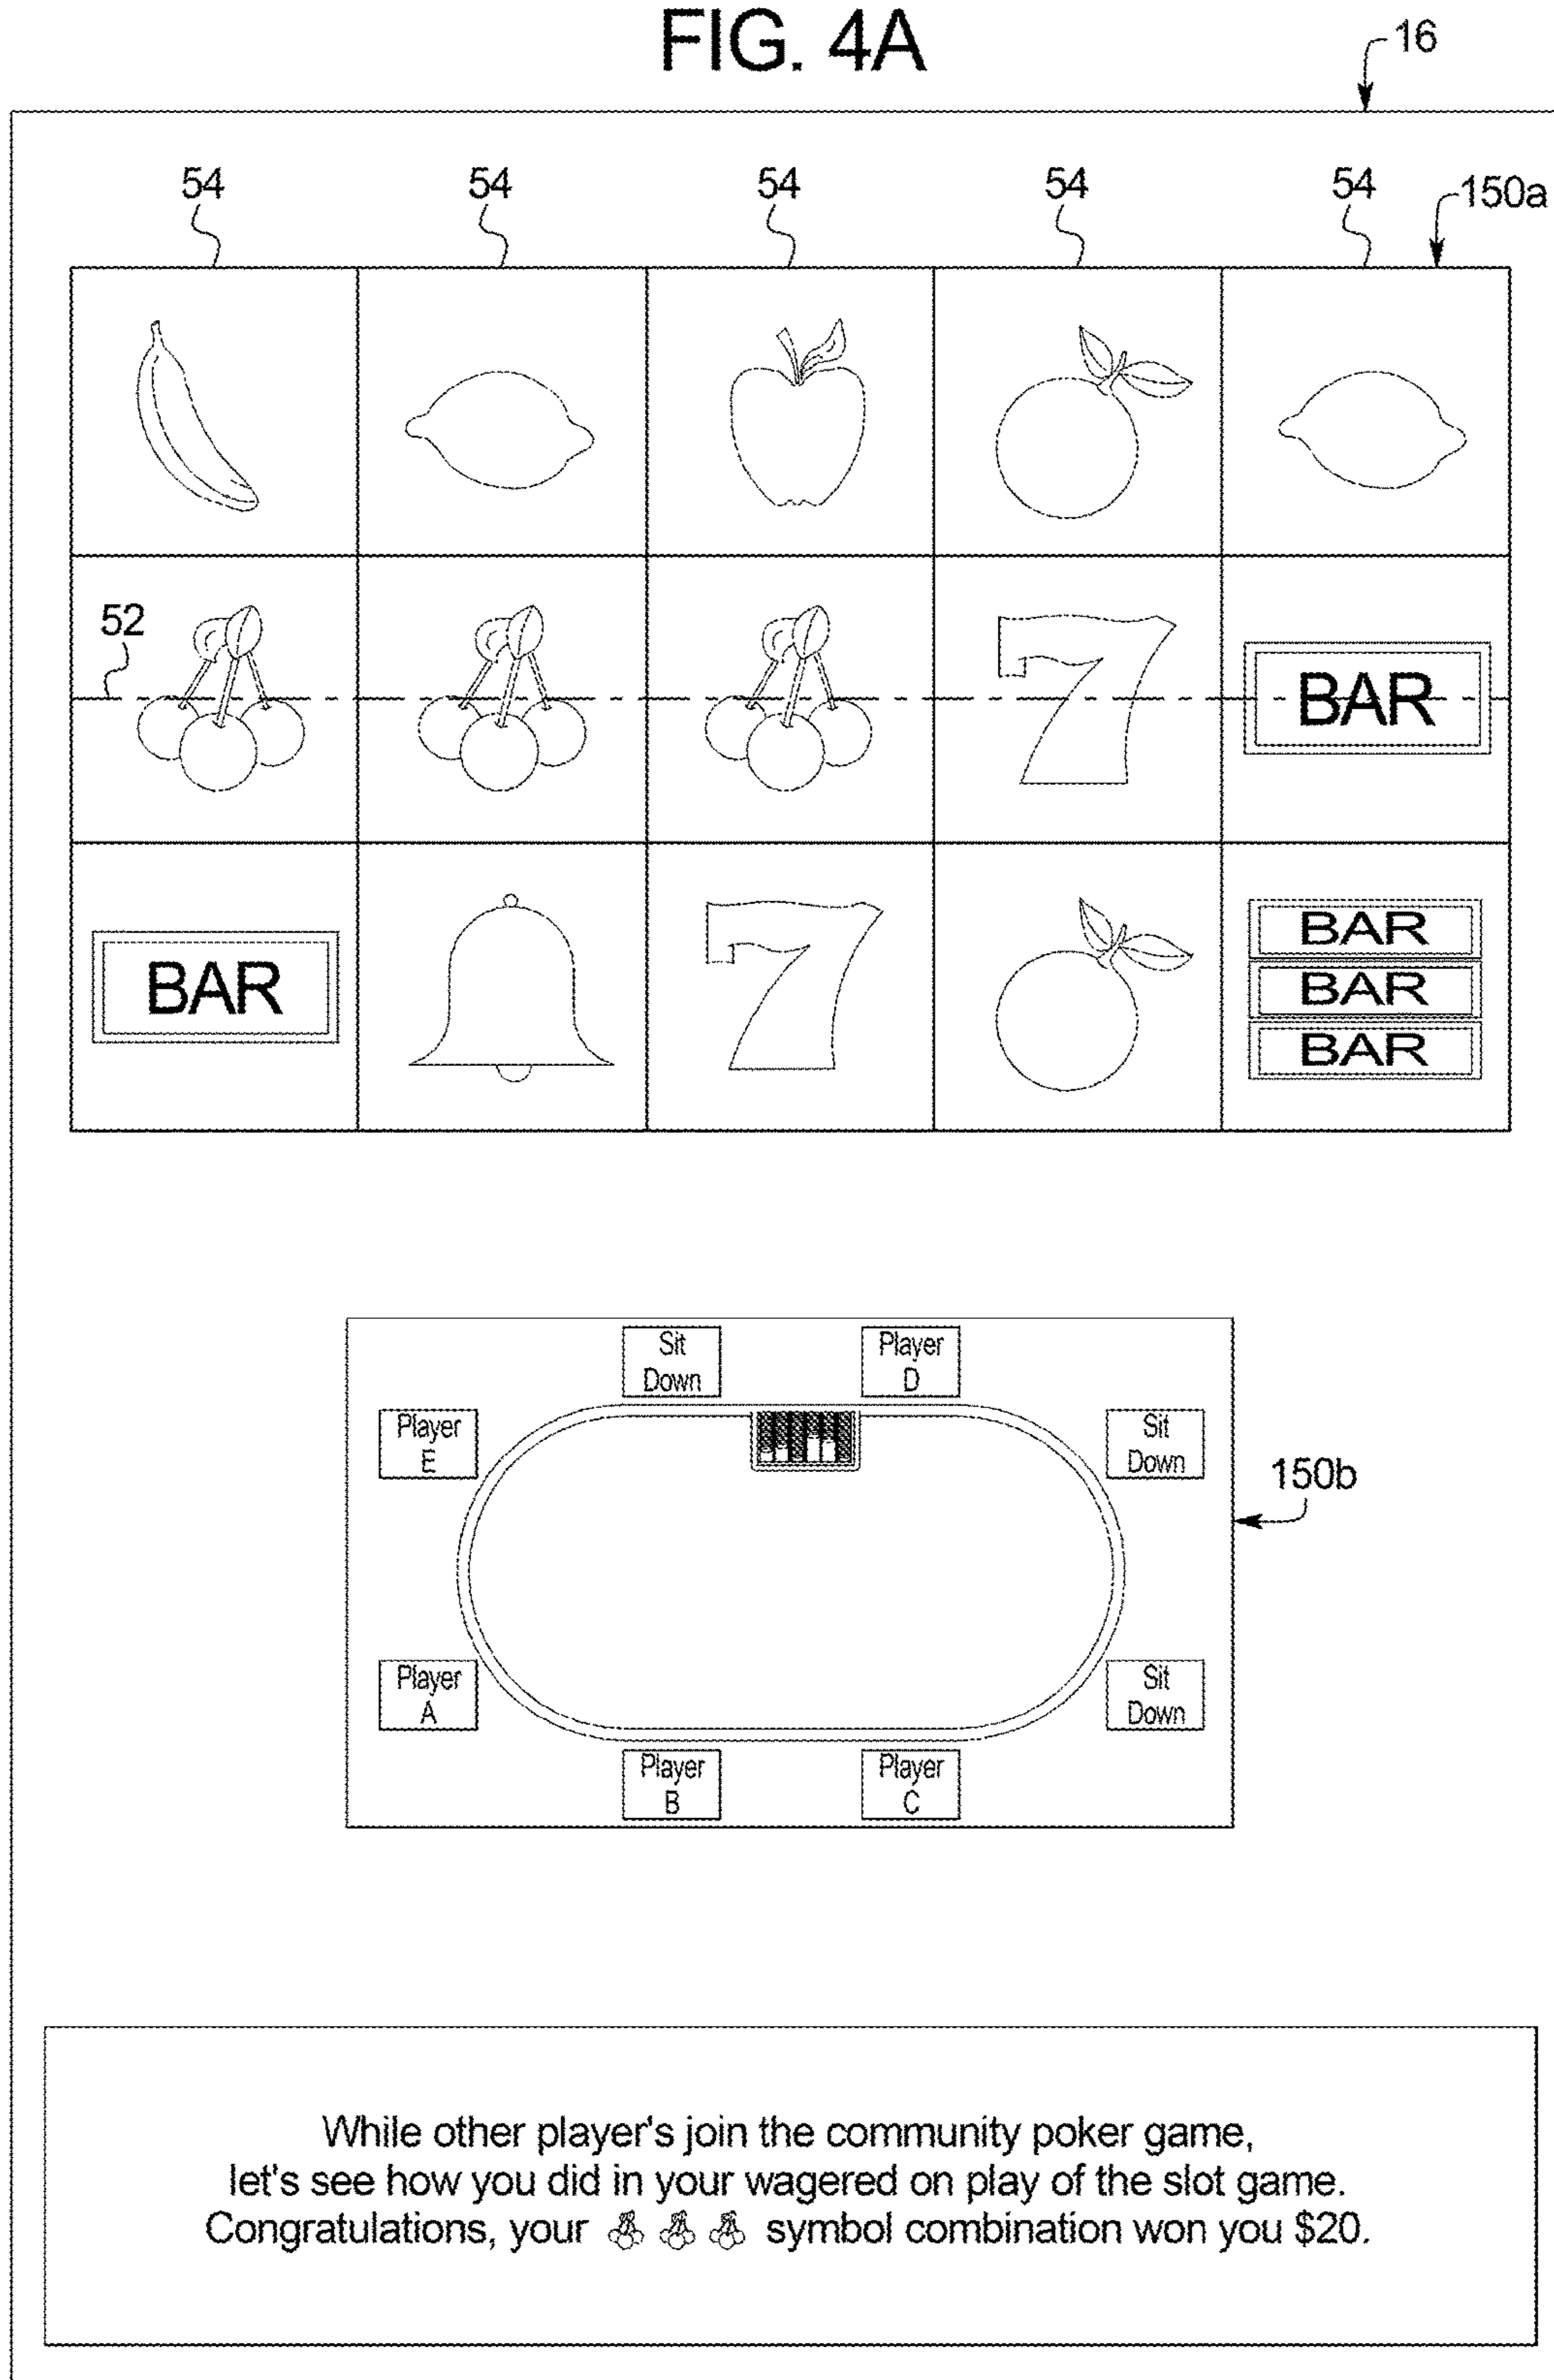 FIG. 4A
16
54 54 54 54 54 150a
52
7
BAR
BAR
7
BAR
BAR
BAR
Sit
Down
Player
D
Player
E
Sit
Down
150b
Player
A
Sit
Down
Player
B
Player
C
While other player's join the community poker game,
let's see how you did in your wagered on play of the slot game.
Congratulations, your symbol combination won you $20.